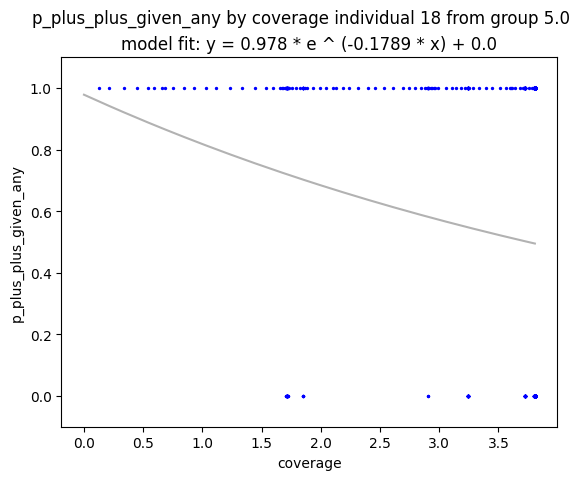 p_plus_plus_given_any by coverage individual 18 from group 5.0
model fit: y = 0.978 * e ^ (-0.1789 * x) + 0.0
p_plus_plus_given_any
1.0
0.8
0.6
0.4
0.2
0.0
0.0 0.5 1.0 1.5 2.0 2.5 3.0 3.5
coverage